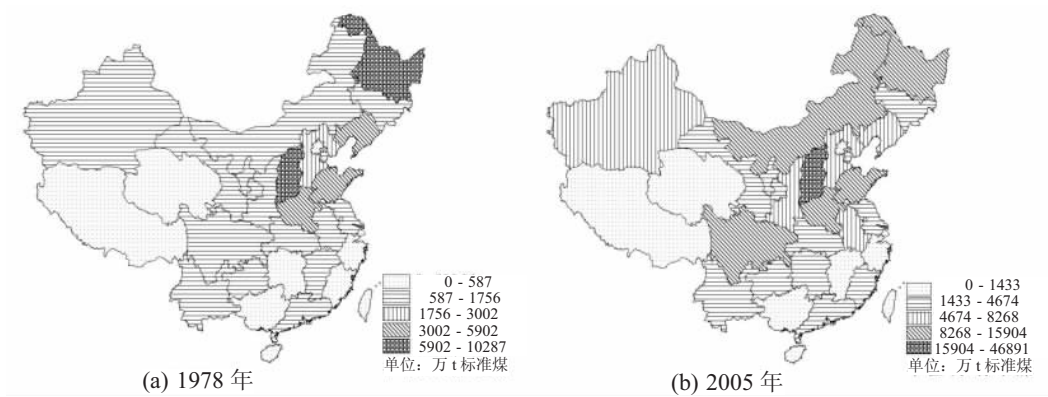 0 - 587
587 - 1756
1756 - 3002
3002 - 5902
5902 - 10287
单位：万 t 标准煤
(a) 1978 年
0 - 1433
1433 - 4674
4674 - 8268
8268 - 15904
15904 - 46891
单位：万 t 标准煤
(b) 2005 年